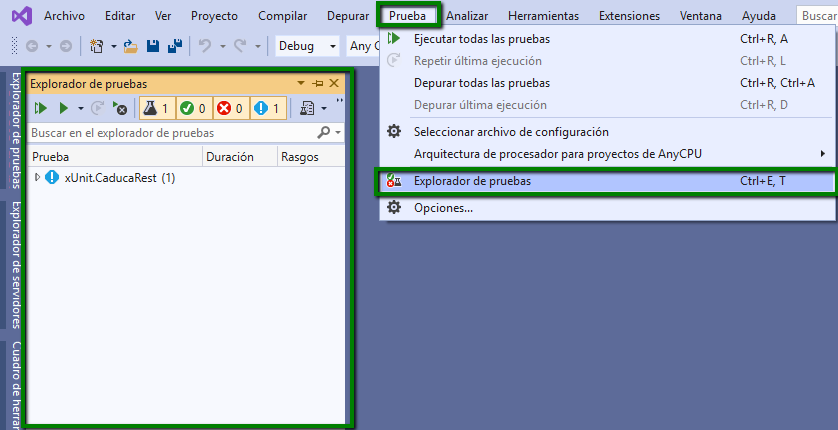 Archivo Editar Ver Proyecto Compilar Depurar Prueba Analizar Herramientas Extensiones Ventana Ayuda Buscar
Debug Any C
Ejecutar todas las pruebas Ctrl+R, A
Repetir última ejecución Ctrl+R, L
Depurar todas las pruebas Ctrl+R, Ctrl+A
Depurar última ejecución Ctrl+R, D
Seleccionar archivo de configuración
Arquitectura de procesador para proyectos de AnyCPU
Explorador de pruebas Ctrl+E, T
Opciones...
Explorador de pruebas
1 0 0 1
Buscar en el explorador de pruebas
Prueba Duración Rasgos
xUnit.CaducaRest (1)
Explorador de pruebas
Explorador de servidores
Cuadro de herrar